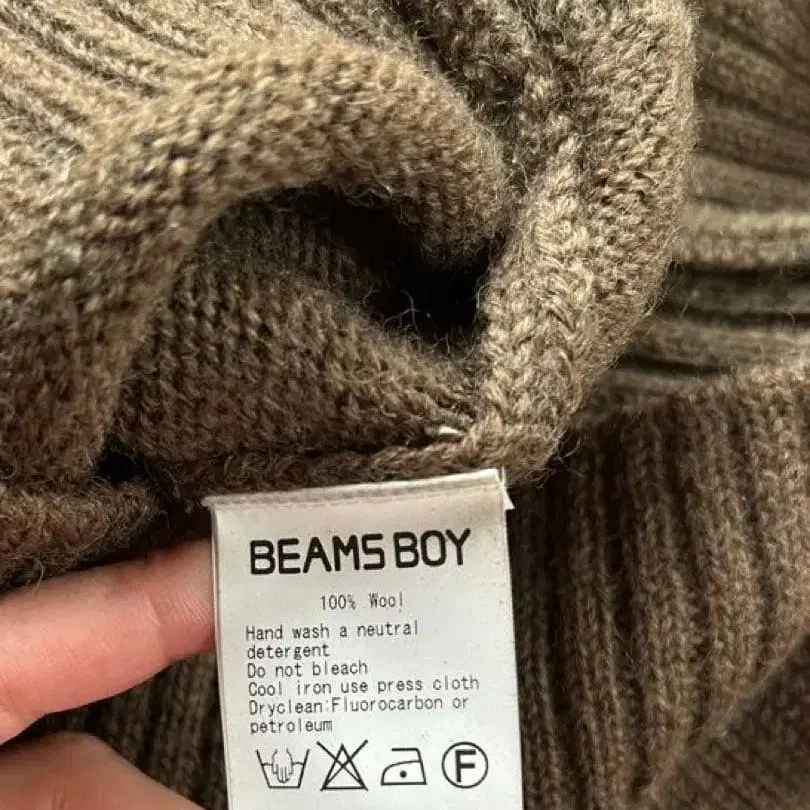 BEAMS BOY
100% Wool
Hand wash a neutral
detergent
Do not bleach
Cool iron use press cloth
Dryclean:Fluorocarbon or
petroleum
F